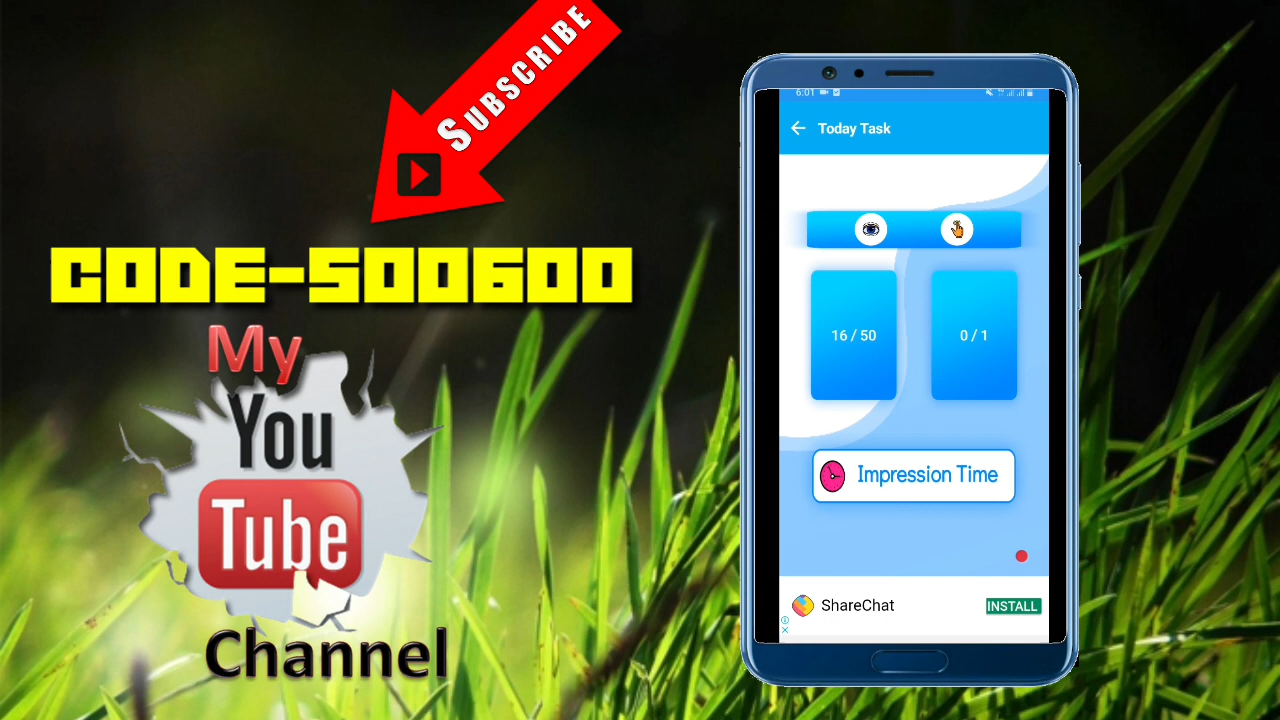 SUBSCRIBE
CODE-500600
My
You
Tube
Channel
6:01
Today Task
16 / 50
0 / 1
Impression Time
ShareChat
INSTALL